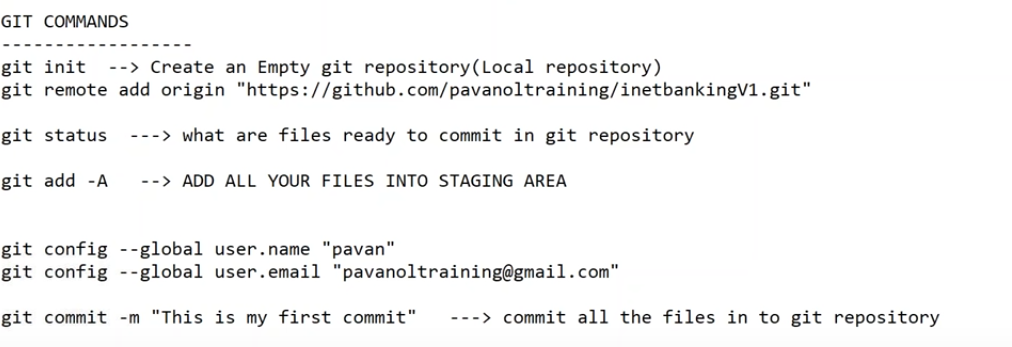 GIT COMMANDS
------------------
git init  --> Create an Empty git repository(Local repository)
git remote add origin "https://github.com/pavanoltraining/inetbankingV1.git"
git status  ---> what are files ready to commit in git repository
git add -A   --> ADD ALL YOUR FILES INTO STAGING AREA
git config --global user.name "pavan"
git config --global user.email "pavanoltraining@gmail.com"
git commit -m "This is my first commit"   ---> commit all the files in to git repository